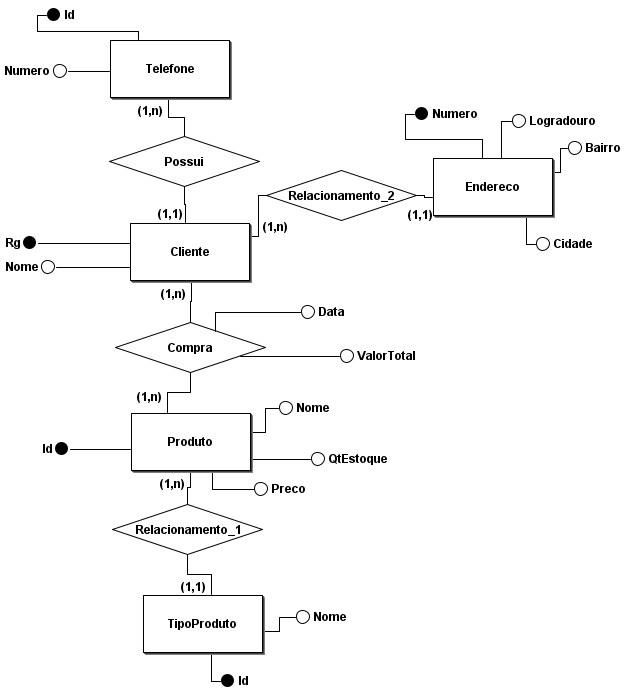 Id
Numero
Telefone
(1,n)
Possui
(1,1)
Numero
Logradouro
Bairro
Endereco
(1,1)
Cidade
Relacionamento_2
(1,n)
Rg
Nome
Cliente
(1,n)
Data
Compra
ValorTotal
(1,n)
Nome
Id
Produto
QtEstoque
(1,n)
Preco
Relacionamento_1
(1,1)
TipoProduto
Nome
Id